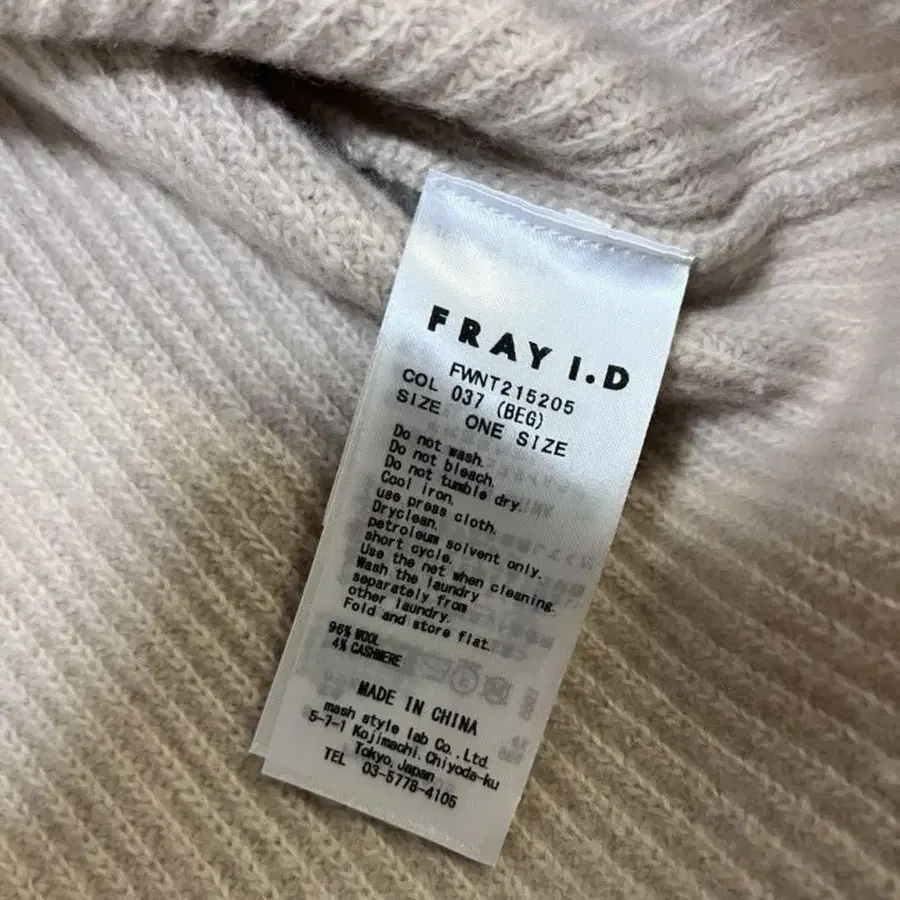 FRAY I.D
FWNT215205
COL 037 (BEG)
SIZE ONE SIZE
Do not wash.
Do not bleach.
Do not tumble dry.
Cool iron.
use press cloth.
Dryclean.
petroleum solvent only.
short cycle.
Use the net when cleaning.
Wash the laundry
separately from
other laundry.
Fold and store flat.
96% WOOL
4% CASHMERE
MADE IN CHINA
mash style lab Co.,Ltd.
5-7-1 Kojimachi.Chiyoda-ku
Tokyo,Japan
TEL 03-5778-4105